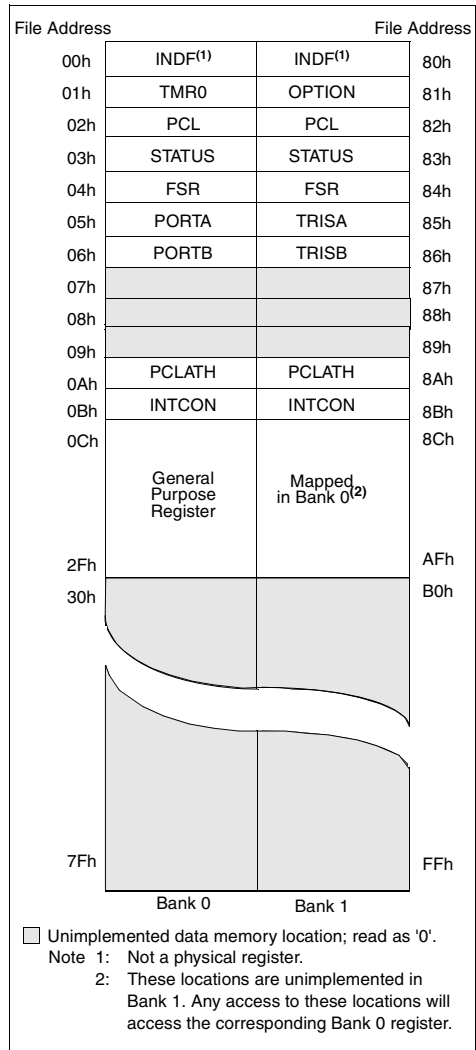 File Address File Address
00h INDF(1) INDF(1) 80h
01h TMR0 OPTION 81h
02h PCL PCL 82h
03h STATUS STATUS 83h
04h FSR FSR 84h
05h PORTA TRISA 85h
06h PORTB TRISB 86h
07h 87h
08h 88h
09h 89h
0Ah PCLATH PCLATH 8Ah
0Bh INTCON INTCON 8Bh
0Ch 8Ch
General Mapped
Purpose in Bank 0(2)
Register
2Fh AFh
30h B0h
7Fh FFh
Bank 0 Bank 1
Unimplemented data memory location; read as '0'.
Note 1: Not a physical register.
2: These locations are unimplemented in
Bank 1. Any access to these locations will
access the corresponding Bank 0 register.